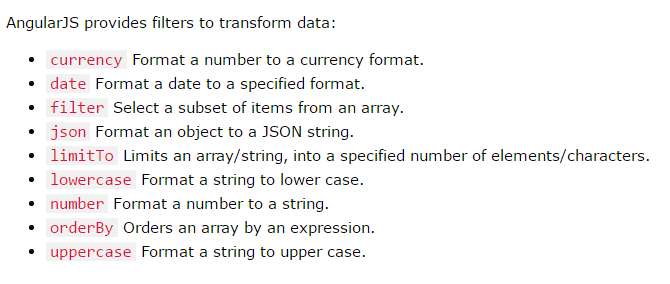 AngularJS provides filters to transform data:
• currency Format a number to a currency format.
• date Format a date to a specified format.
• filter Select a subset of items from an array.
• json Format an object to a JSON string.
• limitTo Limits an array/string, into a specified number of elements/characters.
• lowercase Format a string to lower case.
• number Format a number to a string.
• orderBy Orders an array by an expression.
• uppercase Format a string to upper case.